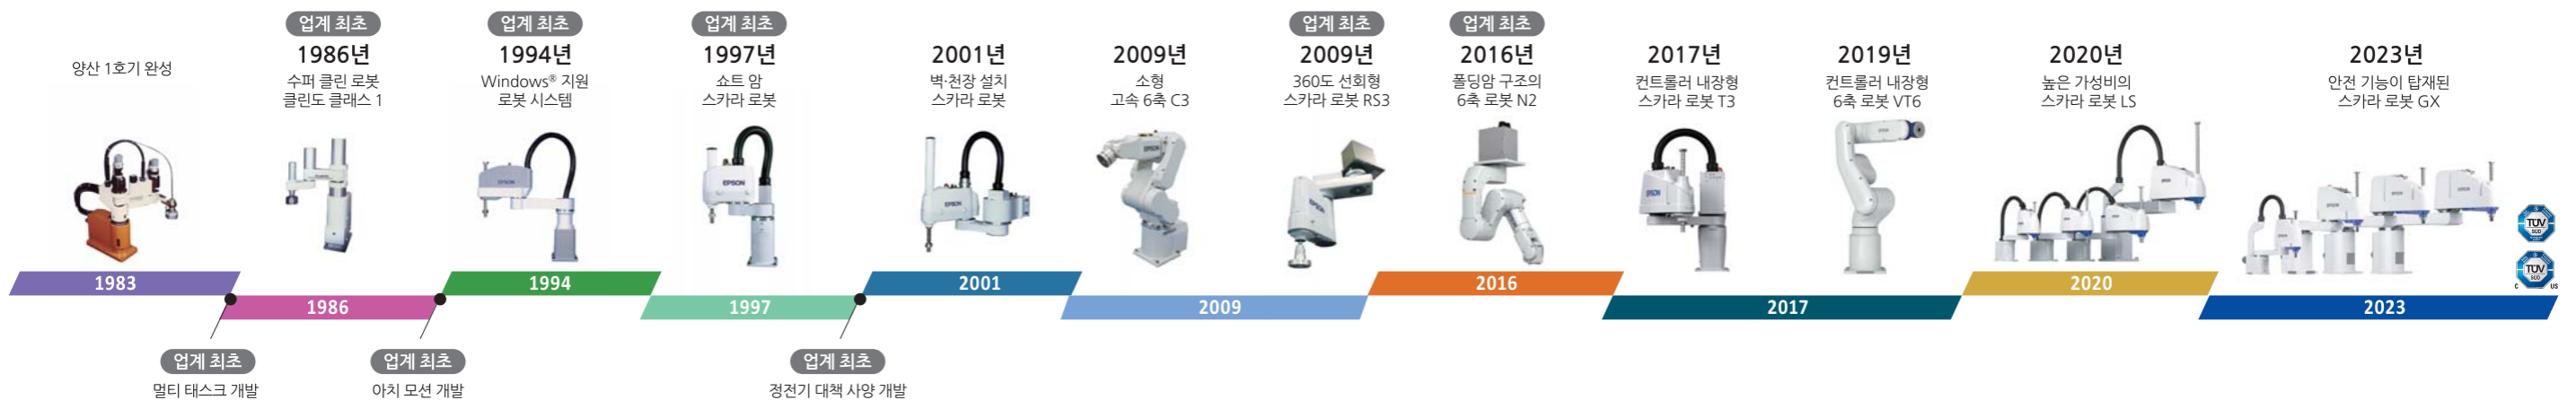 양산 1호기 완성
업계 최초
1986년
수퍼 클린 로봇
클린도 클래스 1
업계 최초
1994년
Windows® 지원
로봇 시스템
업계 최초
1997년
쇼트 암
스카라 로봇
2001년
벽·천장 설치
스카라 로봇
2009년
소형
고속 6축 C3
업계 최초
2009년
360도 선회형
스카라 로봇 RS3
업계 최초
2016년
폴딩암 구조의
6축 로봇 N2
2017년
컨트롤러 내장형
스카라 로봇 T3
2019년
컨트롤러 내장형
6축 로봇 VT6
2020년
높은 가성비의
스카라 로봇 LS
2023년
안전 기능이 탑재된
스카라 로봇 GX
EPSON
EPSON
EPSON
EPSON
EPSON
EPSON
TÜV
SÜD
TÜV
SÜD
C US
1983
1986
1994
1997
2001
2009
2016
2017
2020
2023
업계 최초
멀티 태스크 개발
업계 최초
아치 모션 개발
업계 최초
정전기 대책 사양 개발